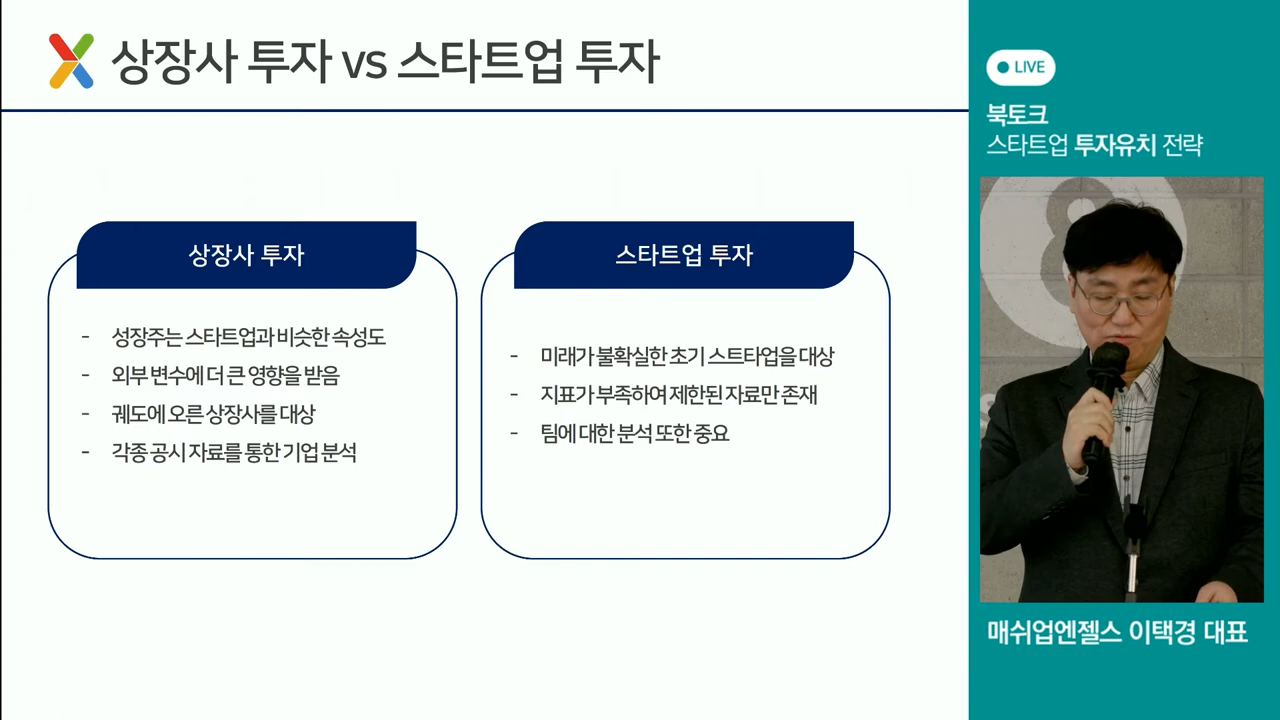 상장사 투자 vs 스타트업 투자
상장사 투자
- 성장주는 스타트업과 비슷한 속성도
- 외부 변수에 더 큰 영향을 받음
- 궤도에 오른 상장사를 대상
- 각종 공시 자료를 통한 기업 분석
스타트업 투자
- 미래가 불확실한 초기 스트타업을 대상
- 지표가 부족하여 제한된 자료만 존재
- 팀에 대한 분석 또한 중요
LIVE
북토크
스타트업 투자유치 전략
매쉬업엔젤스 이택경 대표